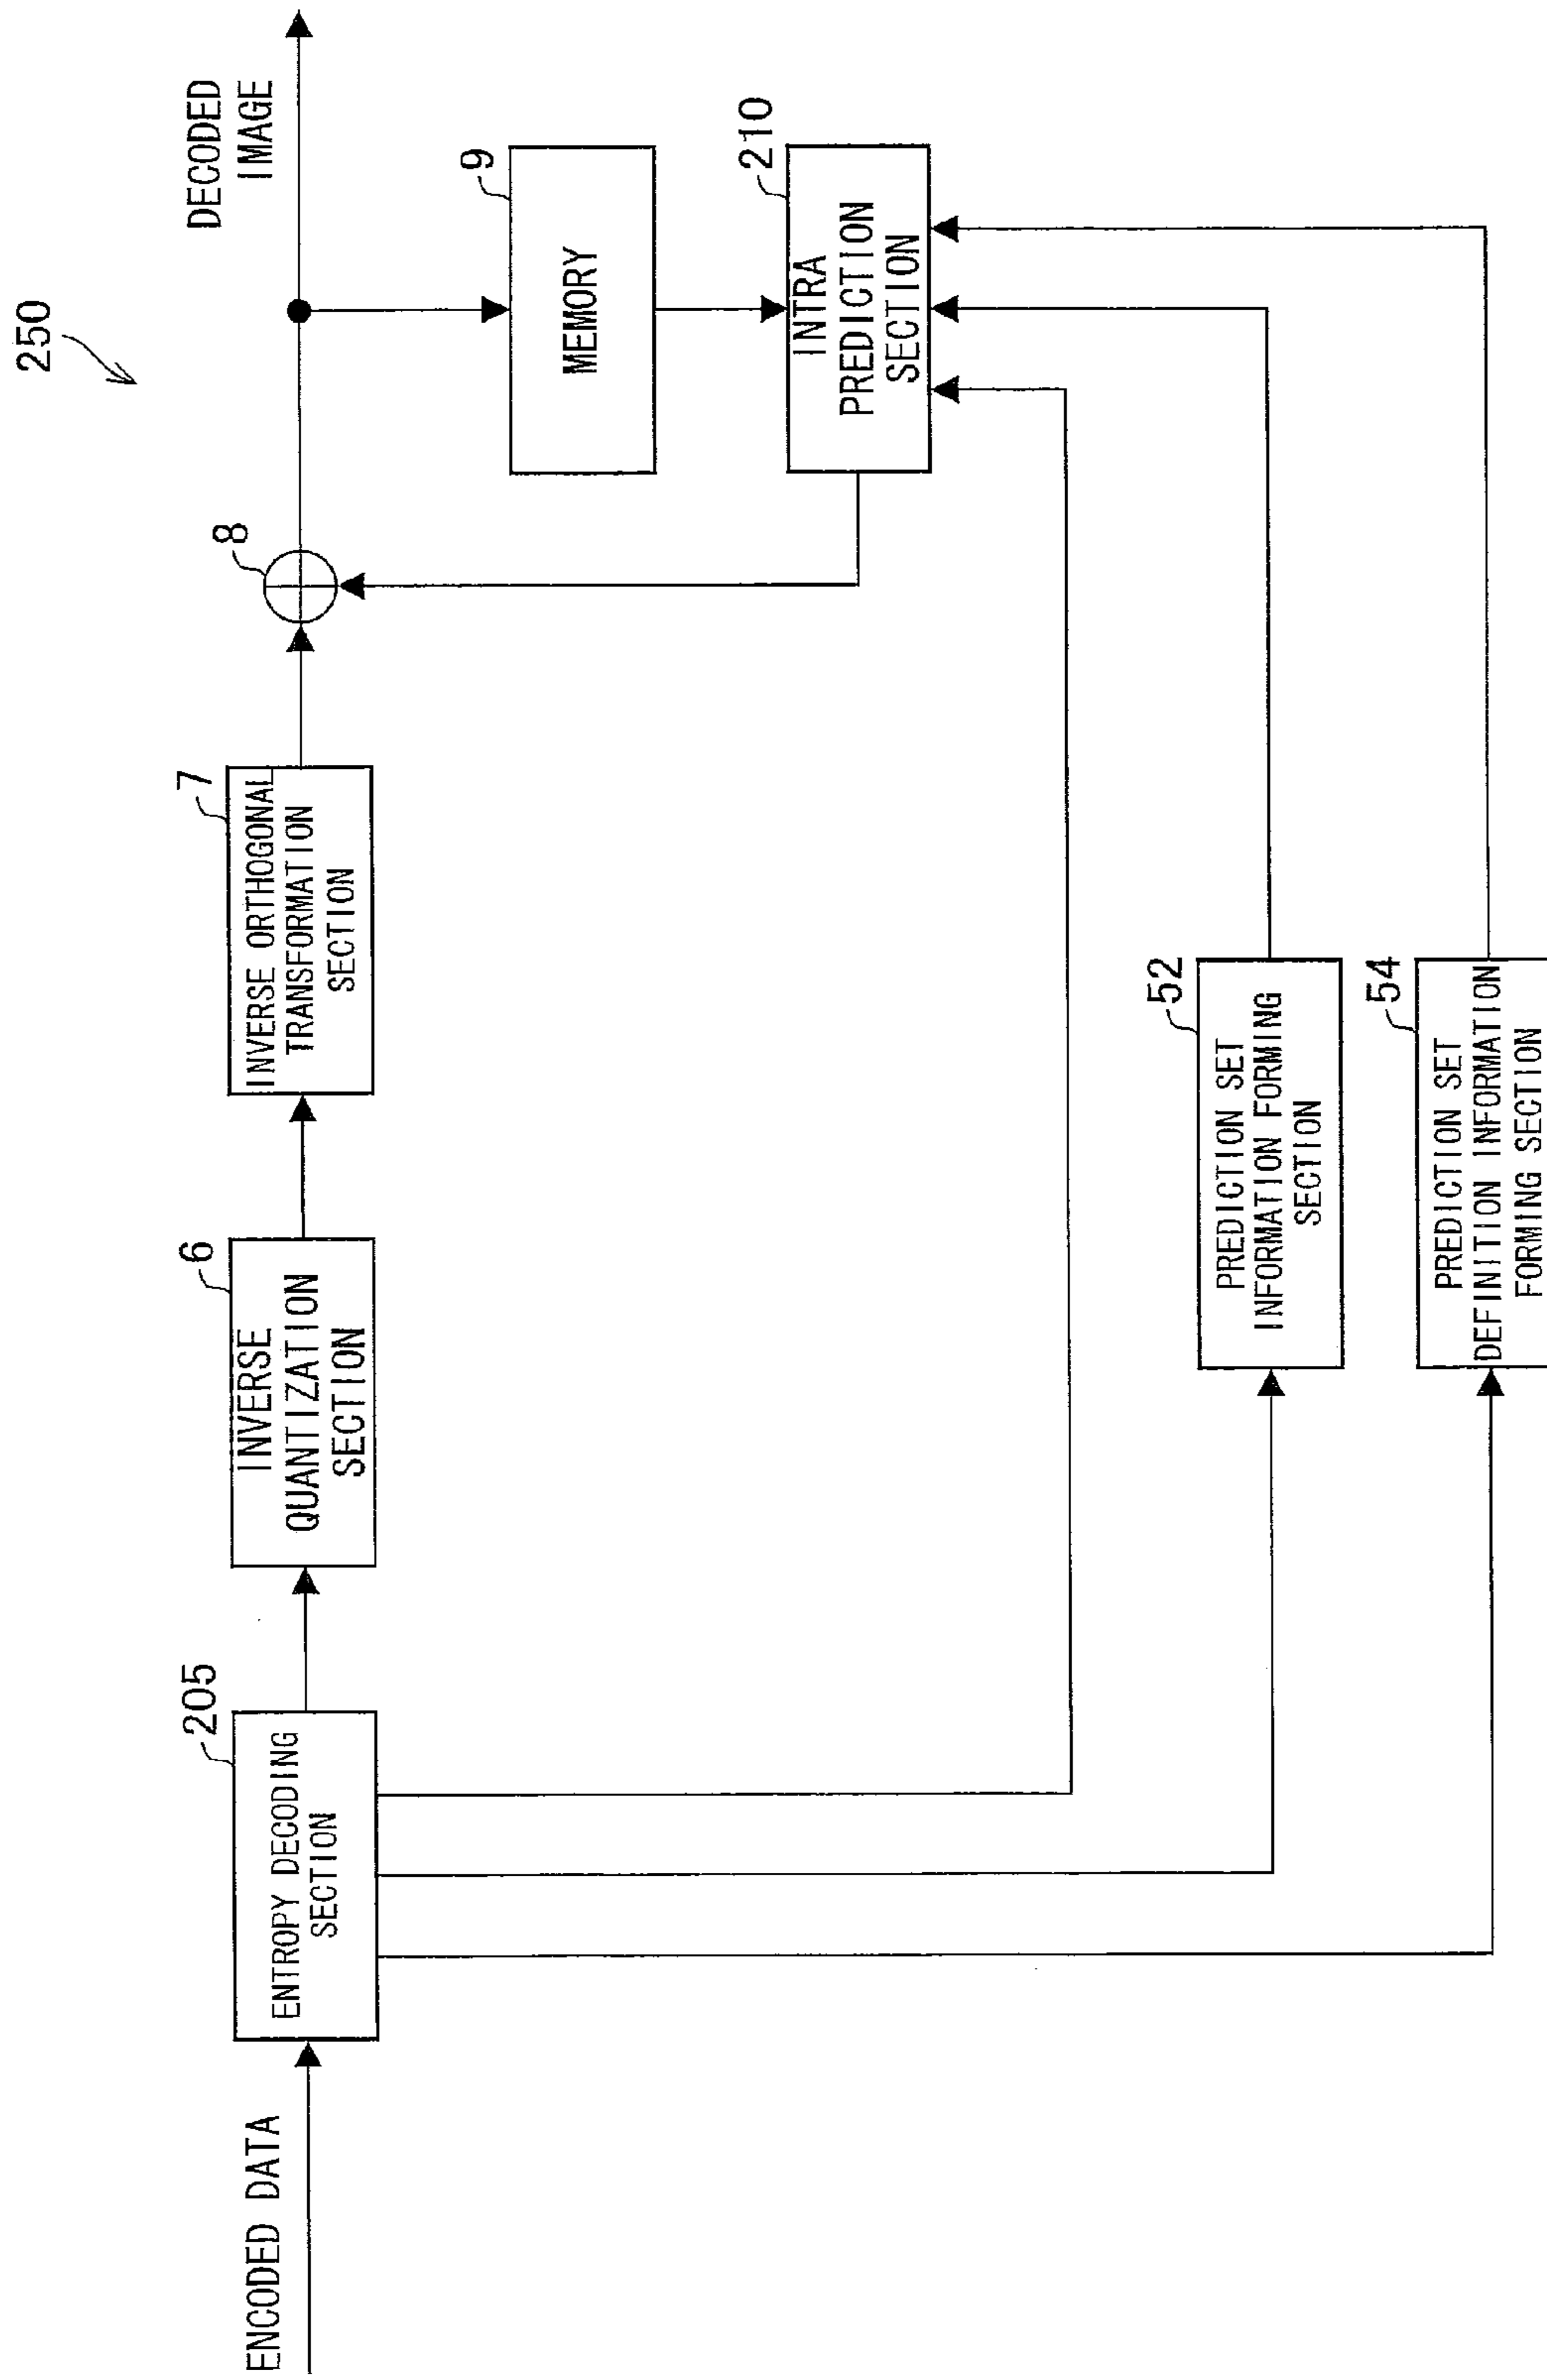 250
ENCODED DATA
205
ENTROPY DECODING
SECTION
6
INVERSE
QUANTIZATION
SECTION
7
INVERSE ORTHOGONAL
TRANSFORMATION
SECTION
8
DECODED
IMAGE
9
MEMORY
210
INTRA
PREDICTION
SECTION
52
PREDICTION SET
INFORMATION FORMING
SECTION
54
PREDICTION SET
DEFINITION INFORMATION
FORMING SECTION